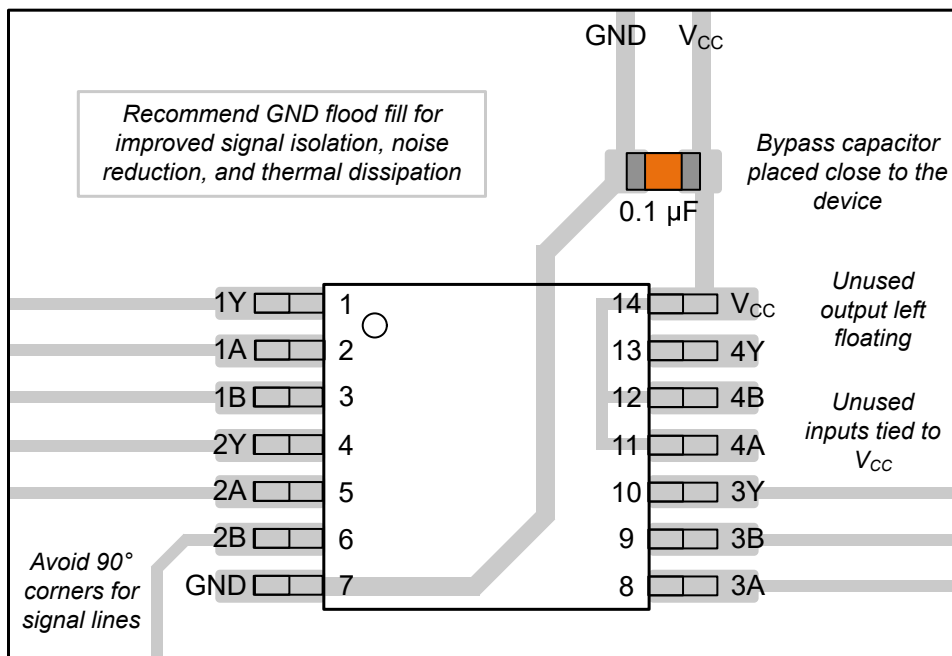 GND VCC
Recommend GND flood fill for
improved signal isolation, noise
reduction, and thermal dissipation
Bypass capacitor
placed close to the
device
0.1 µF
1Y 1 14 VCC
1A 2 13 4Y
1B 3 12 4B
2Y 4 11 4A
2A 5 10 3Y
2B 6 9 3B
GND 7 8 3A
Unused
output left
floating
Unused
inputs tied to
VCC
Avoid 90°
corners for
signal lines